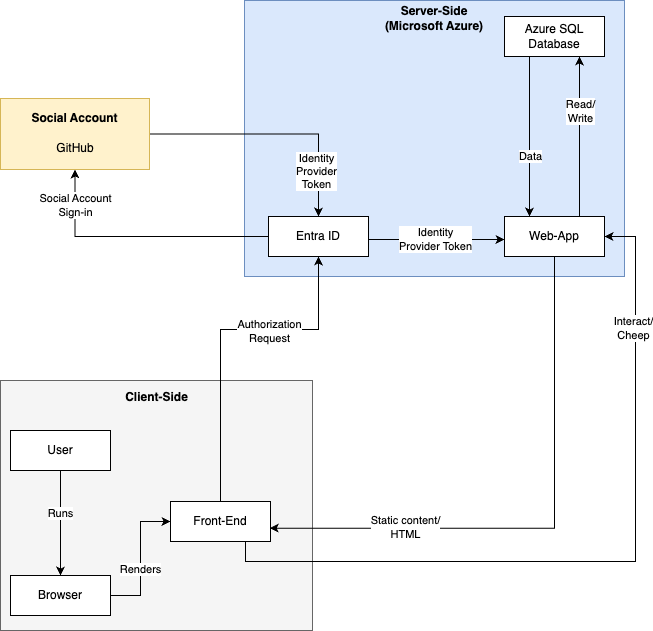 Server-Side
(Microsoft Azure)
Azure SQL
Database
Social Account
GitHub
Read/
Write
Identity
Provider
Token
Data
Social Account
Sign-in
Entra ID
Identity
Provider Token
Web-App
Authorization
Request
Interact/
Cheep
Client-Side
User
Runs
Front-End
Static content/
HTML
Renders
Browser